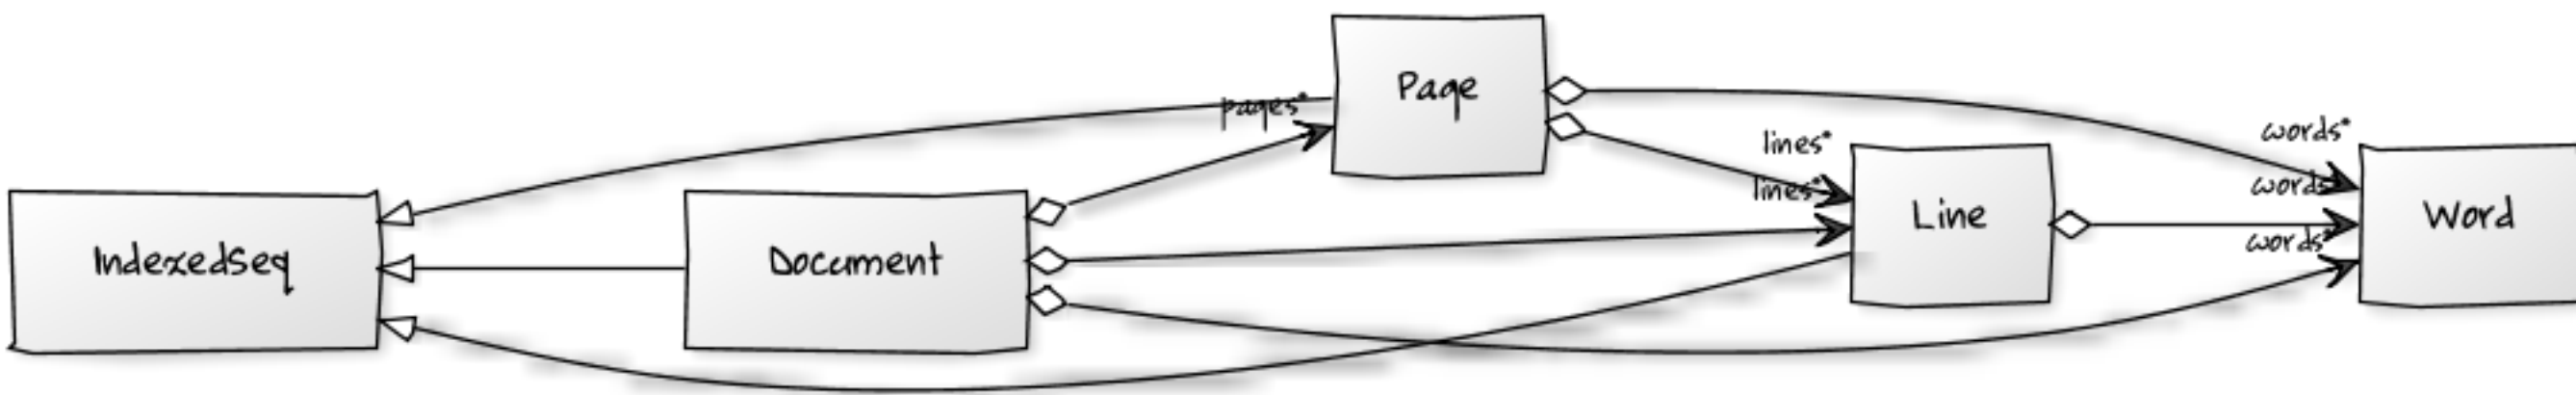 Page
pages*
words*
lines*
lines*
words*
Line
Word
IndexedSeq
Document
words*